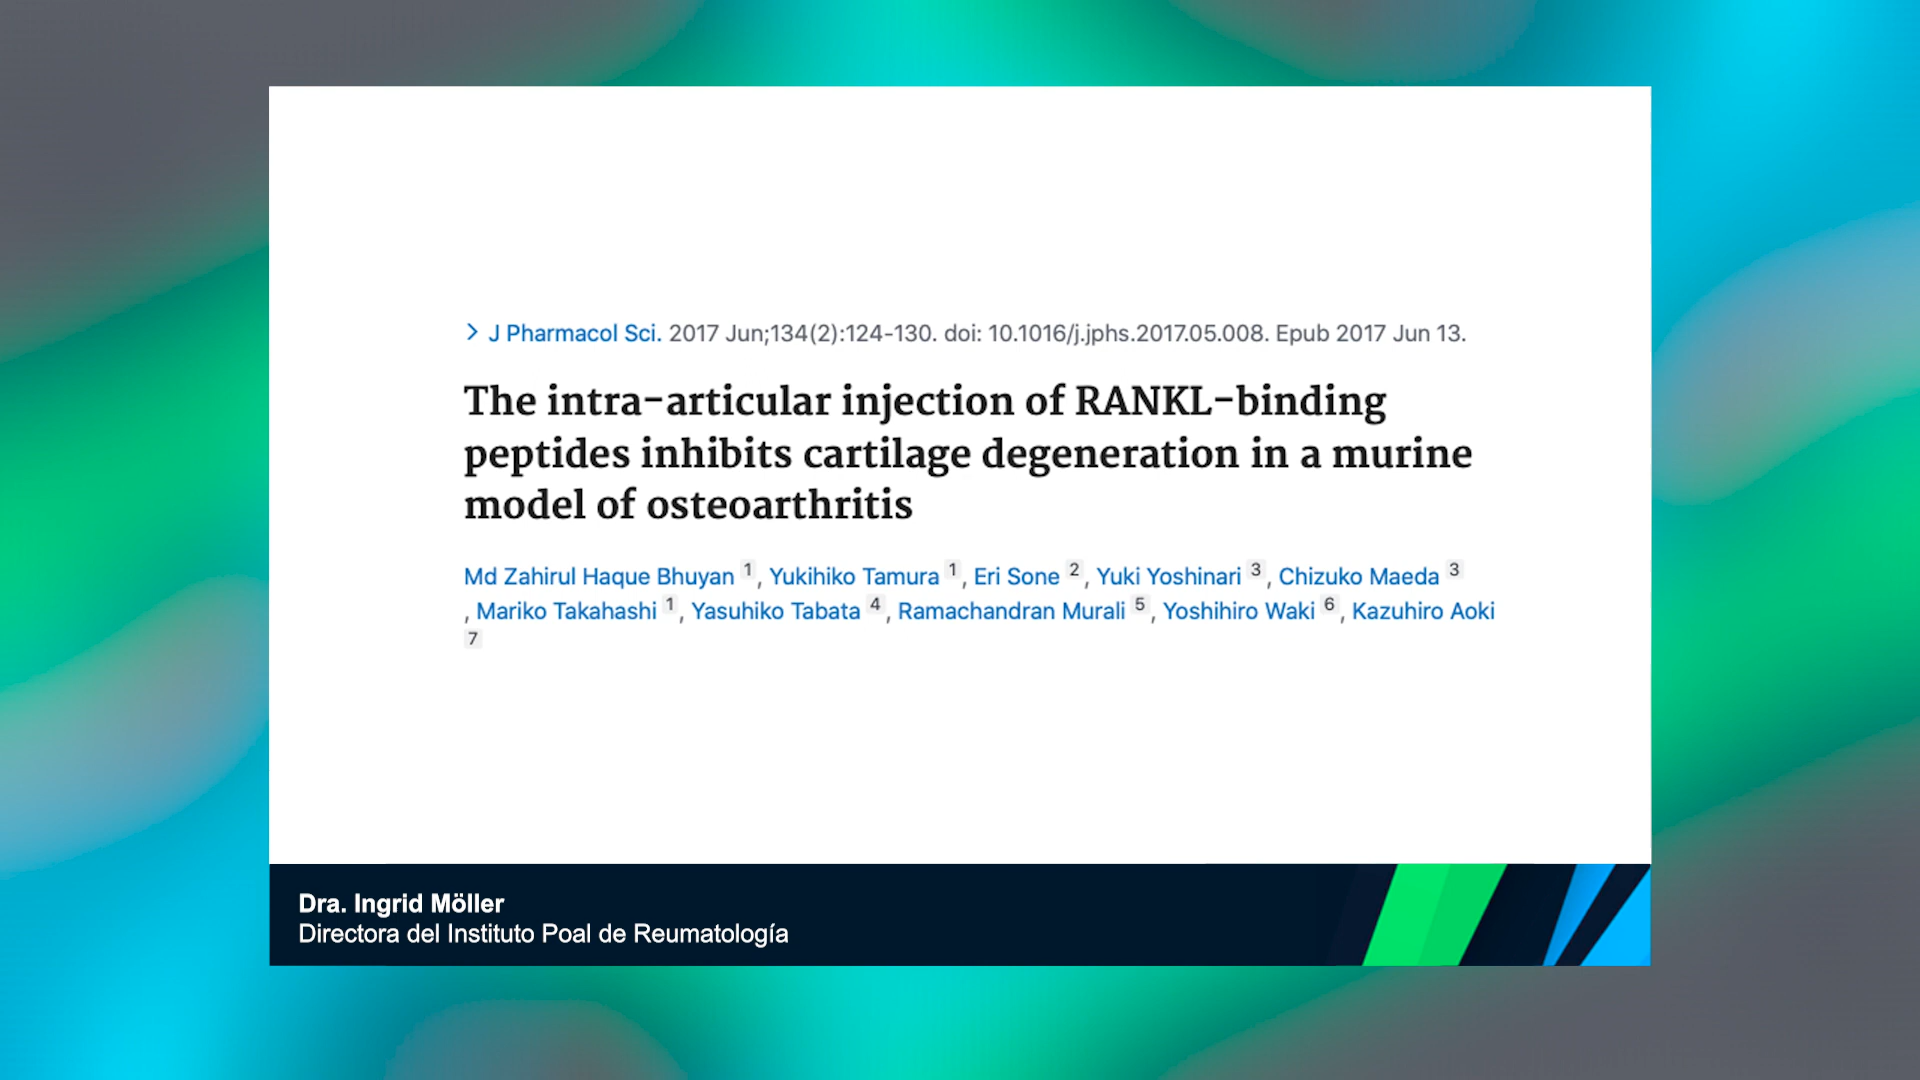 > J Pharmacol Sci. 2017 Jun;134(2):124-130. doi: 10.1016/j.jphs.2017.05.008. Epub 2017 Jun 13.
The intra-articular injection of RANKL-binding
peptides inhibits cartilage degeneration in a murine
model of osteoarthritis
Md Zahirul Haque Bhuyan 1, Yukihiko Tamura 1, Eri Sone 2, Yuki Yoshinari 3, Chizuko Maeda 3
, Mariko Takahashi 1, Yasuhiko Tabata 4, Ramachandran Murali 5, Yoshihiro Waki 6, Kazuhiro Aoki
7
Dra. Ingrid Möller
Directora del Instituto Poal de Reumatología